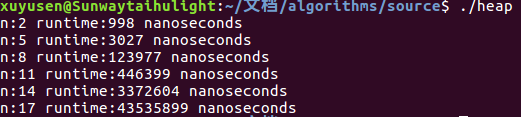 xuyusen@Sunwaytaihulight:~/文档/algorithms/source$ ./heap
n:2 runtime:998 nanoseconds
n:5 runtime:3027 nanoseconds
n:8 runtime:123977 nanoseconds
n:11 runtime:446399 nanoseconds
n:14 runtime:3372604 nanoseconds
n:17 runtime:43535899 nanoseconds